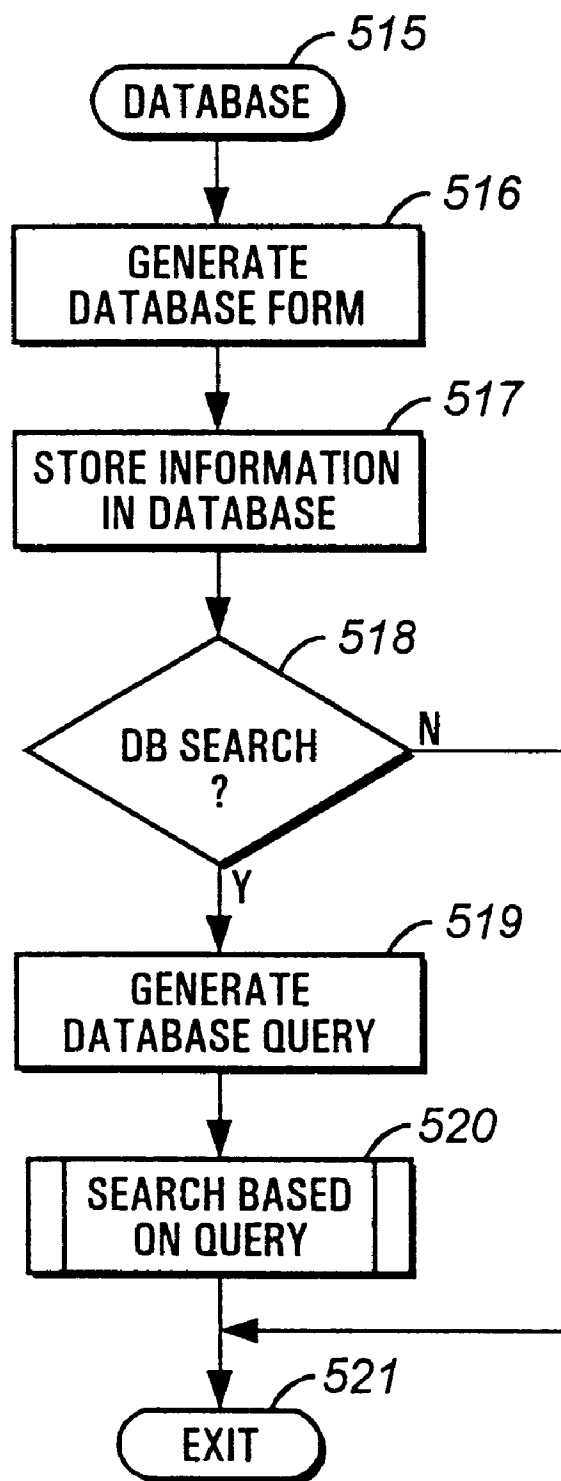 515
DATABASE
516
GENERATE
DATABASE FORM
517
STORE INFORMATION
IN DATABASE
518
DB SEARCH
?
N
Y
519
GENERATE
DATABASE QUERY
520
SEARCH BASED
ON QUERY
521
EXIT